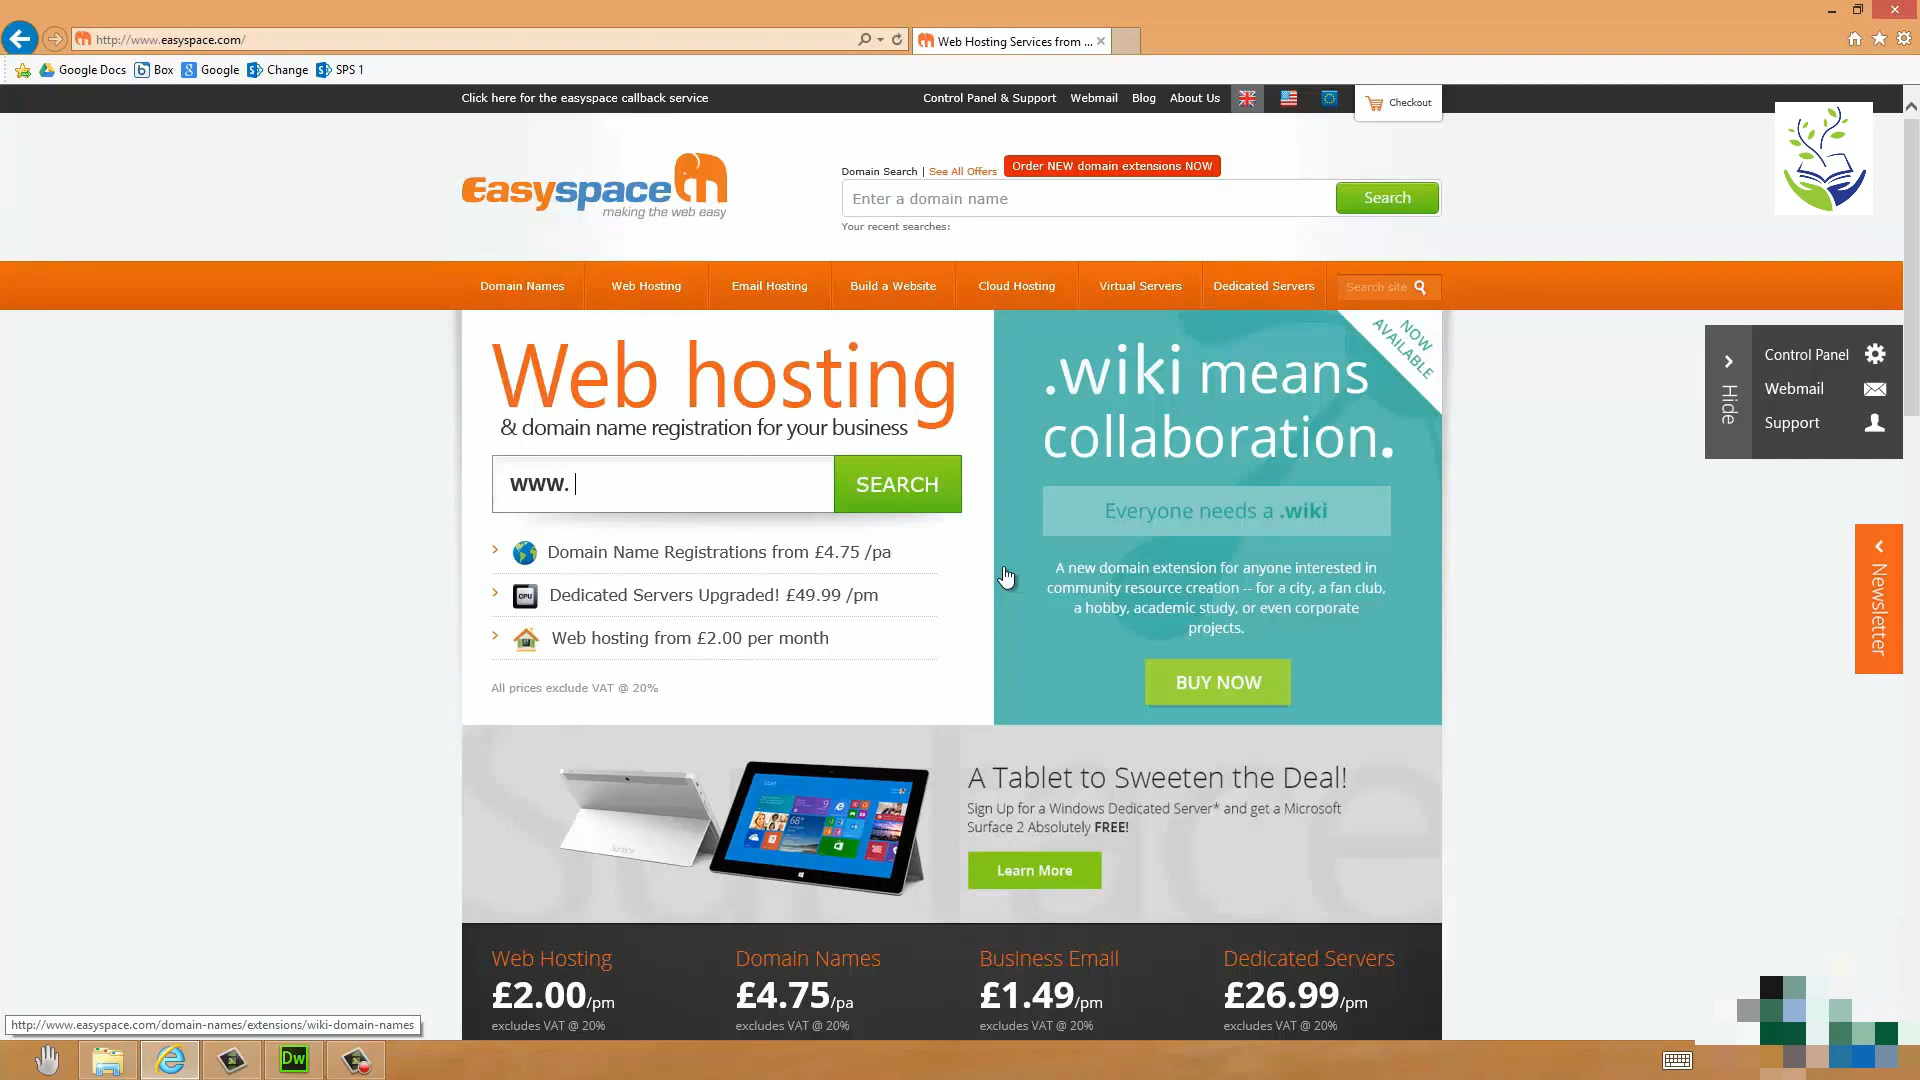 http://www.easyspace.com/
Web Hosting Services from ...
Google Docs
Box
Google
Change
SPS 1
Click here for the easyspace callback service
Control Panel & Support
Webmail
Blog
About Us
Checkout
Easyspace
making the web easy
Domain Search | See All Offers
Order NEW domain extensions NOW
Enter a domain name
Search
Your recent searches:
Domain Names
Web Hosting
Email Hosting
Build a Website
Cloud Hosting
Virtual Servers
Dedicated Servers
Search site
Web hosting
& domain name registration for your business
www.
SEARCH
Domain Name Registrations from £4.75 /pa
CPU
Dedicated Servers Upgraded! £49.99 /pm
Web hosting from £2.00 per month
All prices exclude VAT @ 20%
NOW
AVAILABLE
.wiki means
collaboration.
Everyone needs a .wiki
A new domain extension for anyone interested in
community resource creation -- for a city, a fan club,
a hobby, academic study, or even corporate
projects.
BUY NOW
Hide
Control Panel
Webmail
Support
Newsletter
A Tablet to Sweeten the Deal!
Sign Up for a Windows Dedicated Server* and get a Microsoft
Surface 2 Absolutely FREE!
Learn More
Web Hosting
£2.00/pm
excludes VAT @ 20%
Domain Names
£4.75/pa
excludes VAT @ 20%
Business Email
£1.49/pm
excludes VAT @ 20%
Dedicated Servers
£26.99/pm
excludes VAT @ 20%
http://www.easyspace.com/domain-names/extensions/wiki-domain-names
Dw